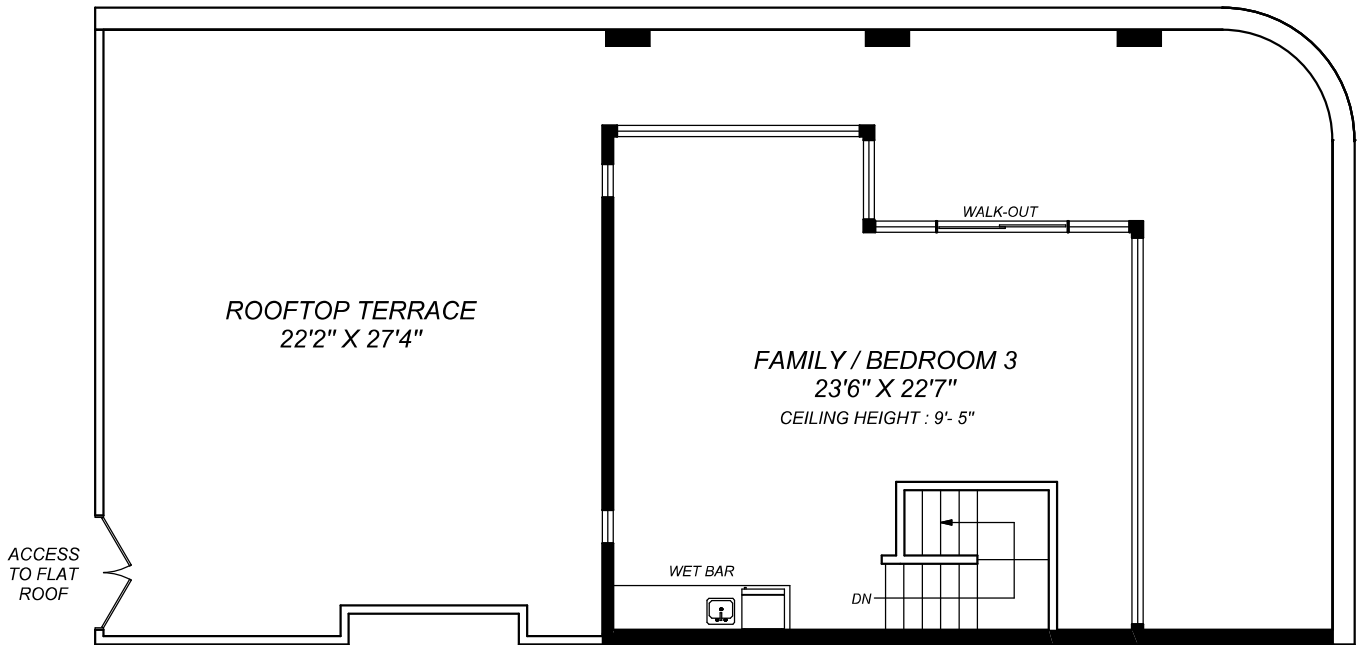 WALK-OUT
ROOFTOP TERRACE
22'2" X 27'4"
FAMILY / BEDROOM 3
23'6" X 22'7"
CEILING HEIGHT : 9'- 5"
ACCESS
TO FLAT
ROOF
WET BAR
DN